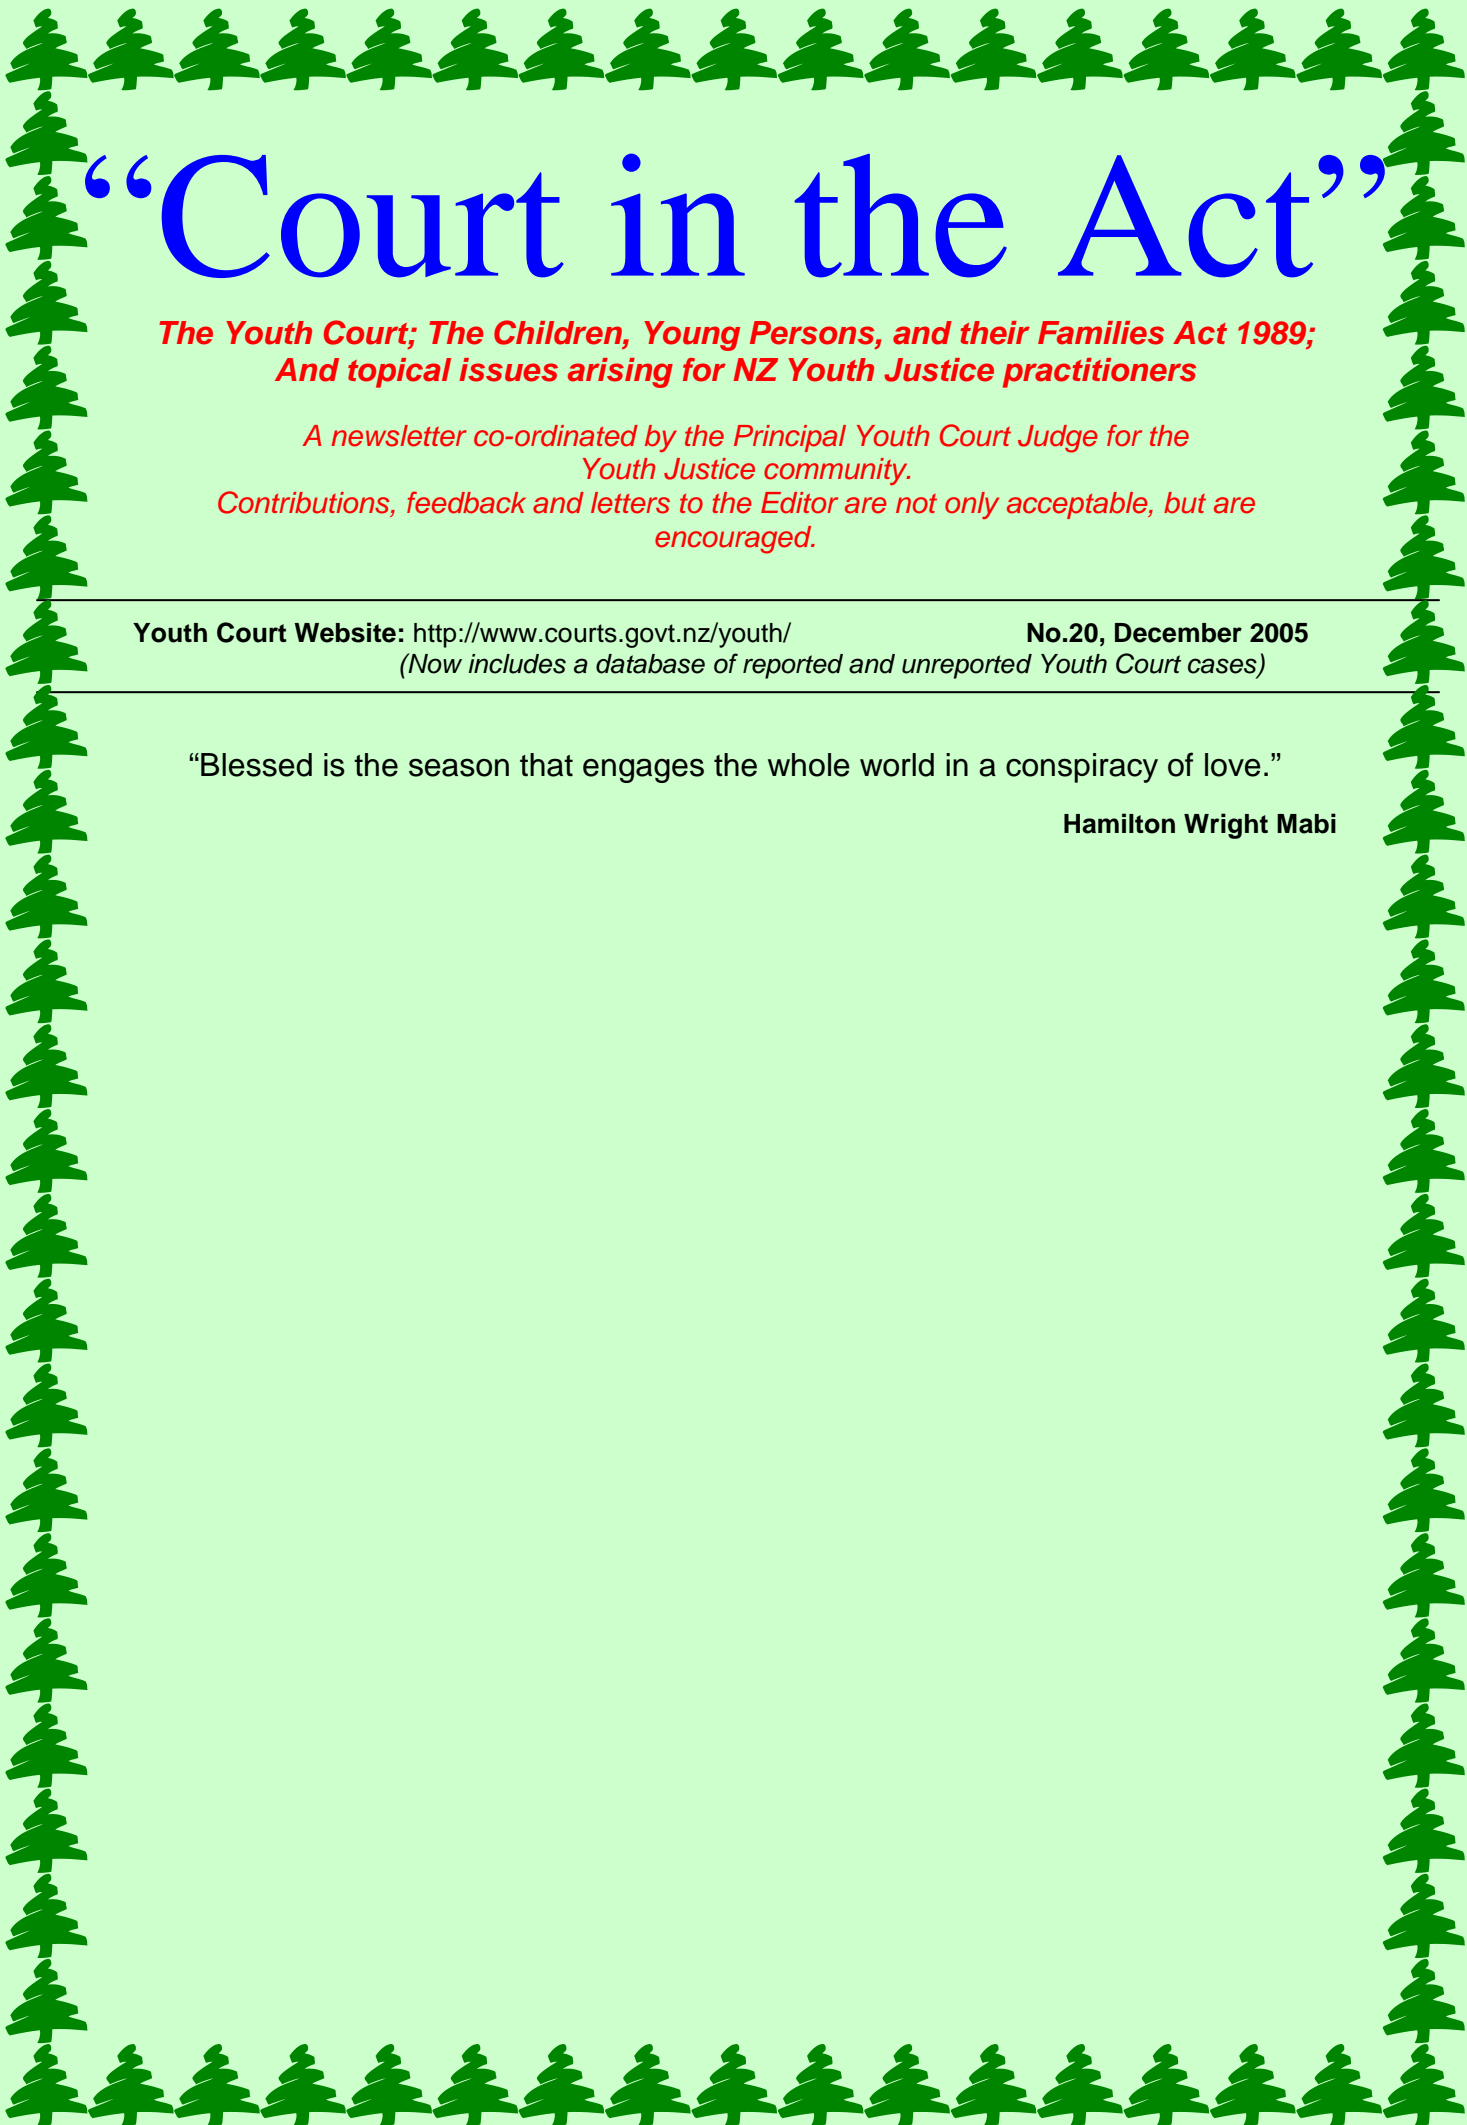 “Court in the Act”
The Youth Court; The Children, Young Persons, and their Families Act 1989;
And topical issues arising for NZ Youth Justice practitioners
A newsletter co-ordinated by the Principal Youth Court Judge for the
Youth Justice community.
Contributions, feedback and letters to the Editor are not only acceptable, but are
encouraged.
Youth Court Website: http://www.courts.govt.nz/youth/ No.20, December 2005
(Now includes a database of reported and unreported Youth Court cases)
“Blessed is the season that engages the whole world in a conspiracy of love.”
Hamilton Wright Mabi